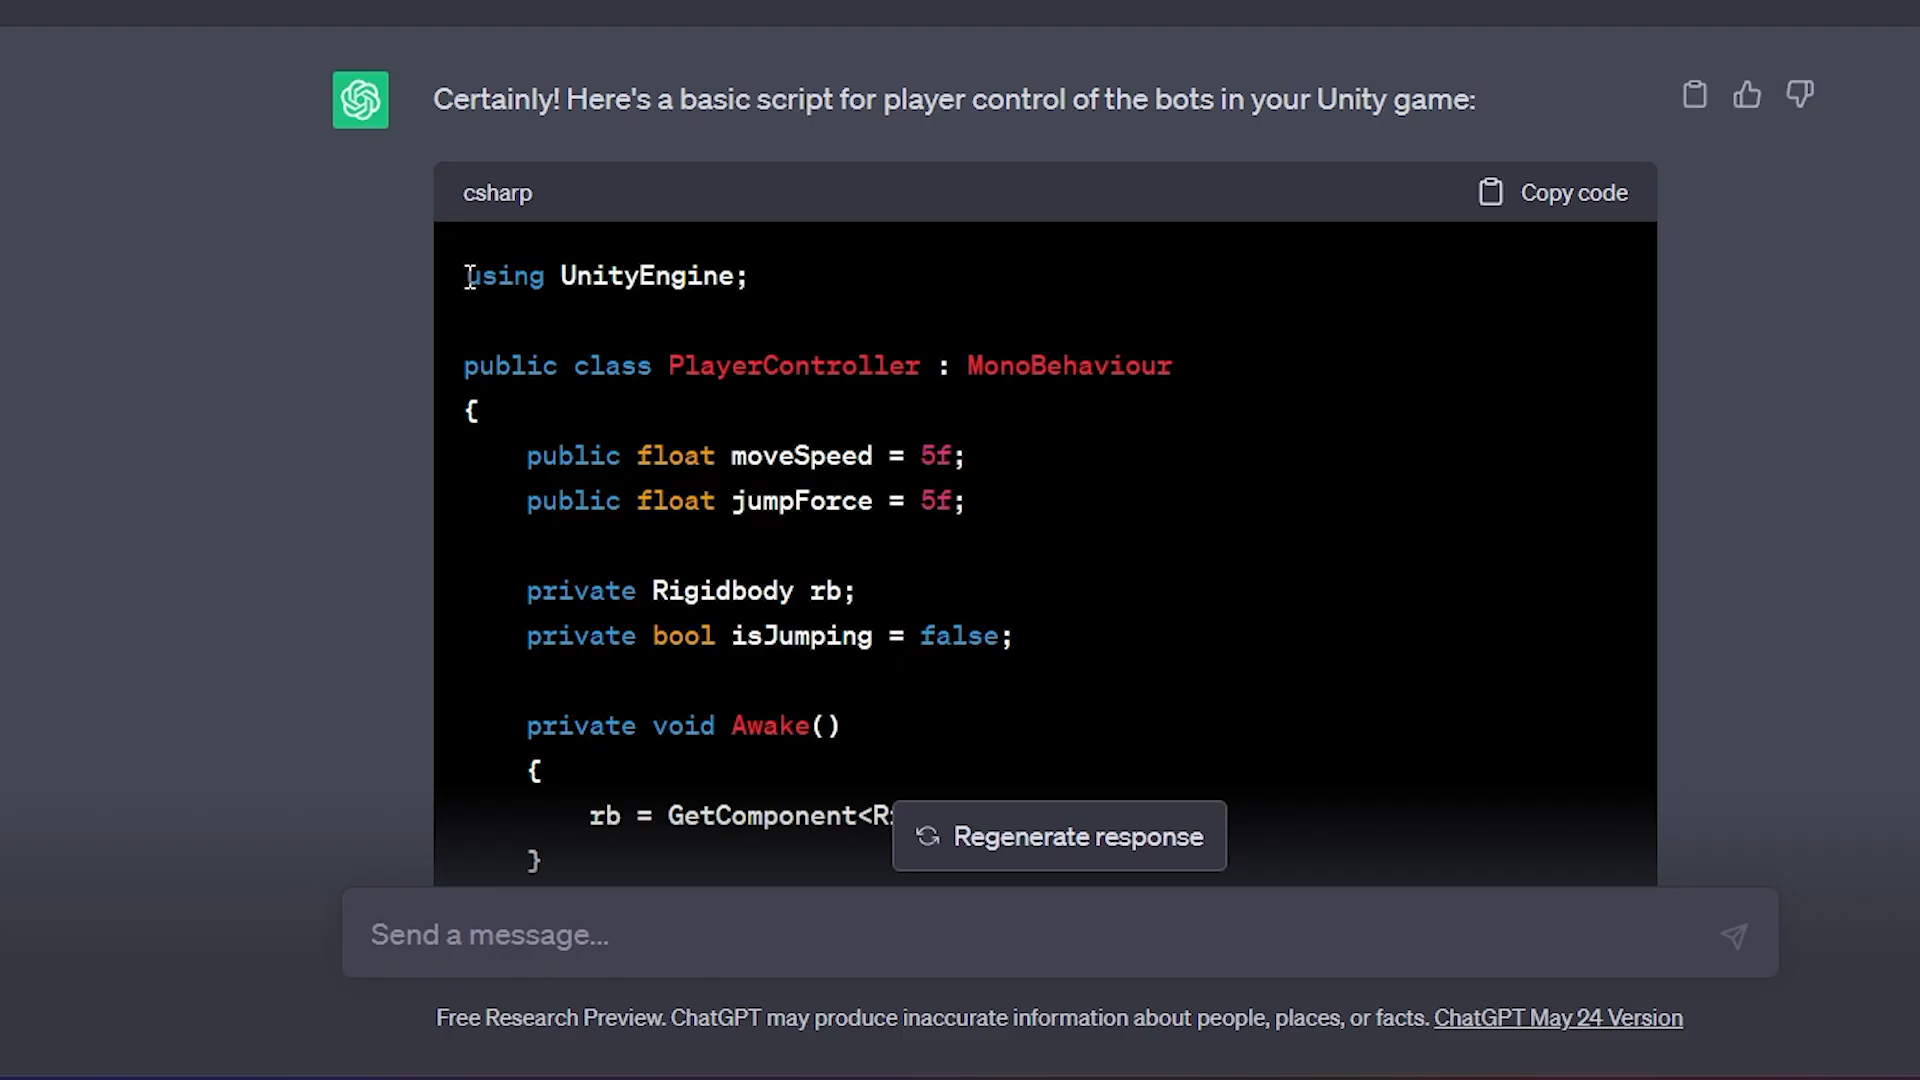 Certainly! Here's a basic script for player control of the bots in your Unity game:
csharp
Copy code
using UnityEngine;
public class PlayerController : MonoBehaviour
{
public float moveSpeed = 5f;
public float jumpForce = 5f;
private Rigidbody rb;
private bool isJumping = false;
private void Awake()
{
rb = GetComponent<Ri
}
Regenerate response
Send a message...
Free Research Preview. ChatGPT may produce inaccurate information about people, places, or facts. ChatGPT May 24 Version